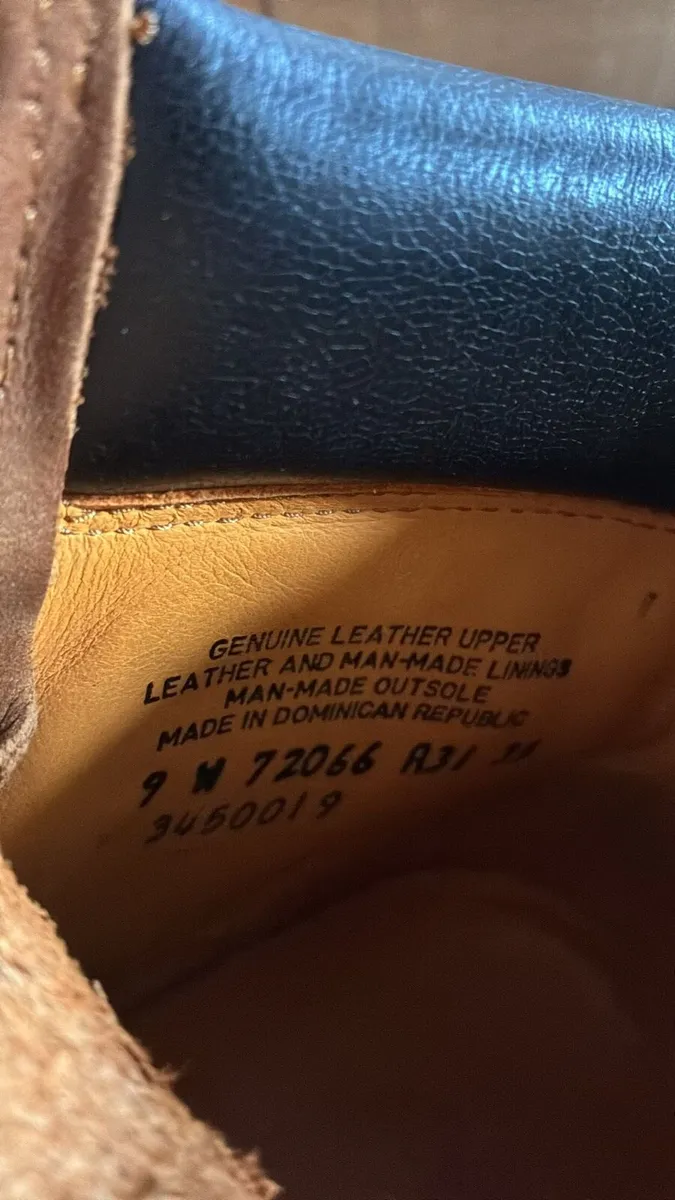 GENUINE LEATHER UPPER
LEATHER AND MAN-MADE LININGS
MAN-MADE OUTSOLE
MADE IN DOMINICAN REPUBLIC
9 W 72066 A31
3450019